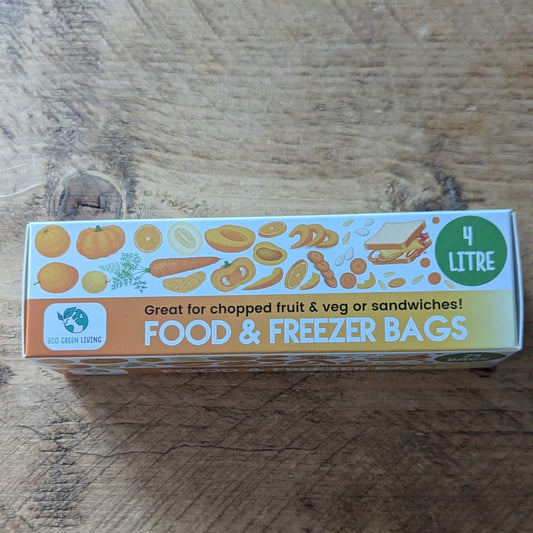 4
LITRE
Great for chopped fruit & veg or sandwiches!
FOOD & FREEZER BAGS
ECO GREEN LIVING